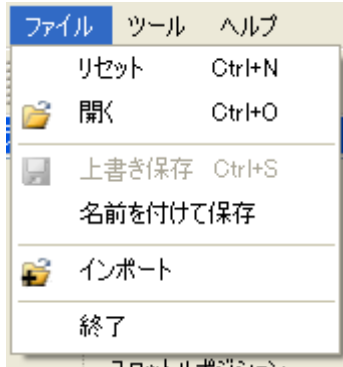 ファイル ツール ヘルプ
リセット Ctrl+N
開く Ctrl+O
上書き保存 Ctrl+S
名前を付けて保存
インポート
終了